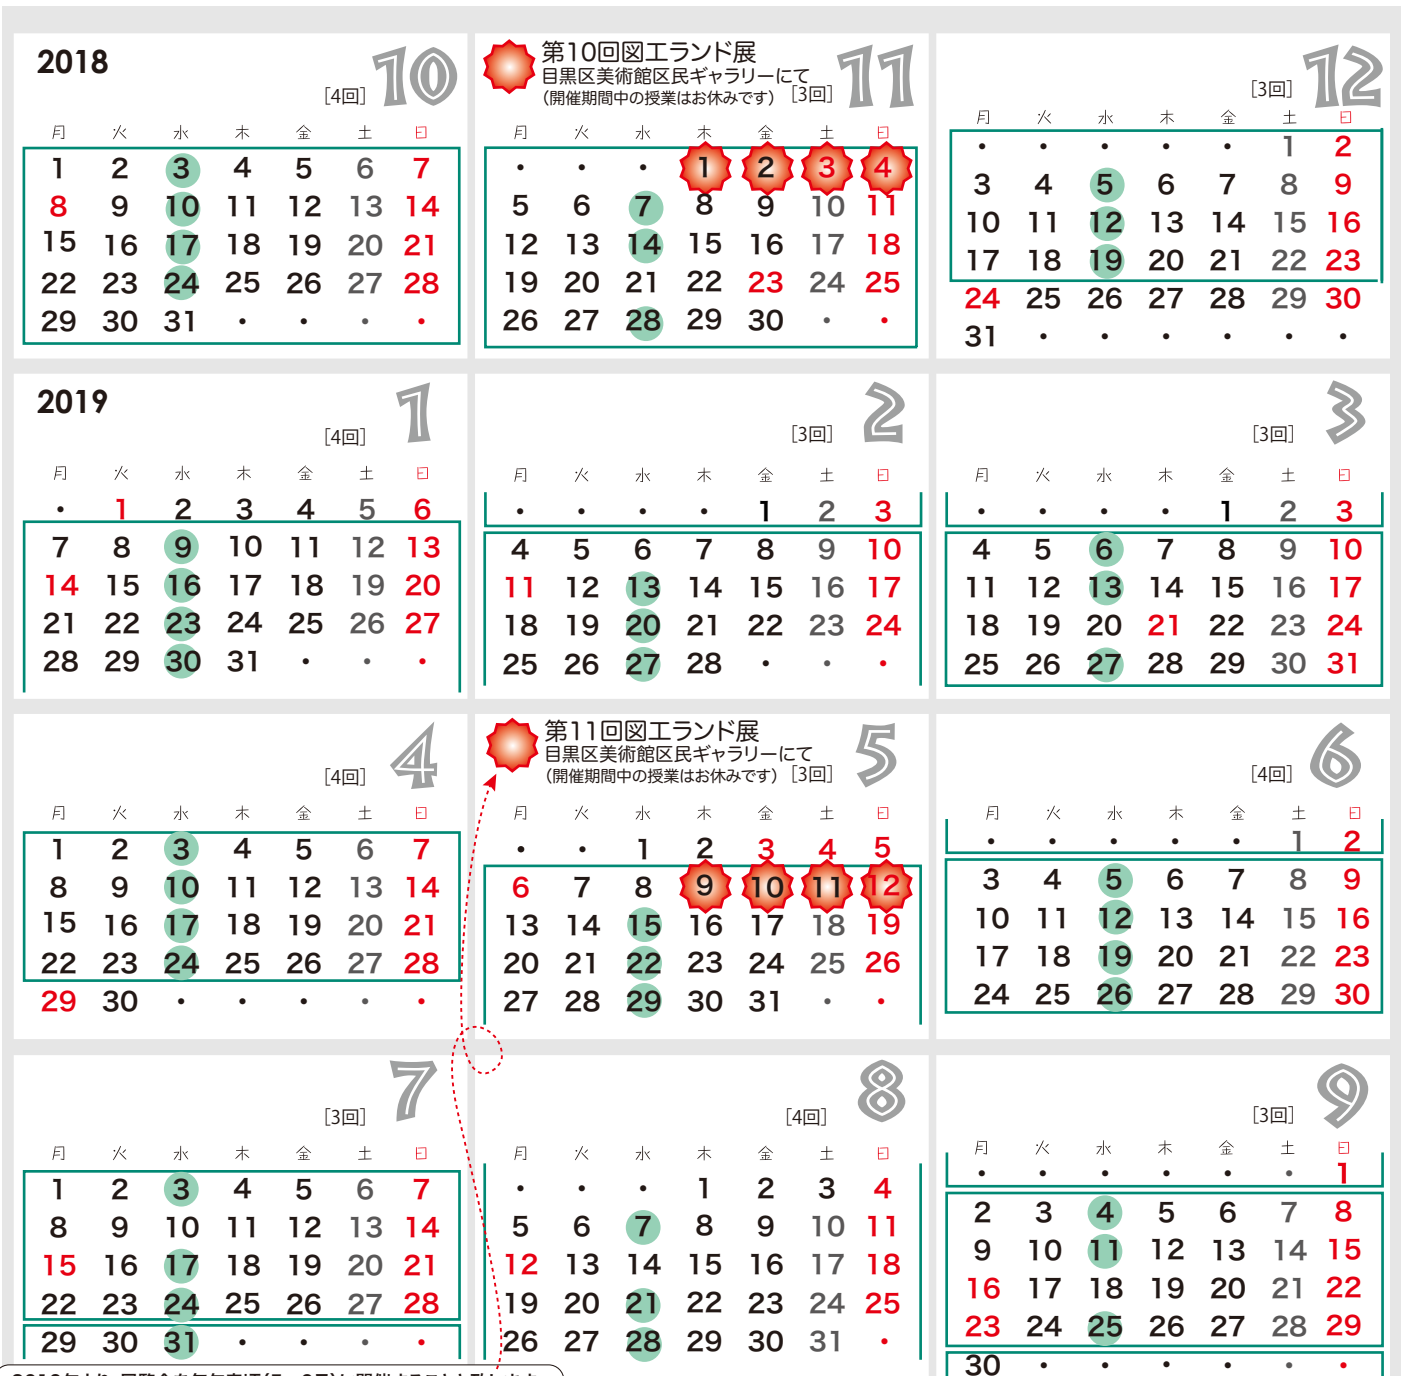 2018
10
[4回]
月 火 水 木 金 土 日
1 2 3 4 5 6 7
8 9 10 11 12 13 14
15 16 17 18 19 20 21
22 23 24 25 26 27 28
29 30 31 • • • •
第10回図工ランド展
目黒区美術館区民ギャラリーにて
(開催期間中の授業はお休みです) [3回]
11
月 火 水 木 金 土 日
• • • 1 2 3 4
5 6 7 8 9 10 11
12 13 14 15 16 17 18
19 20 21 22 23 24 25
26 27 28 29 30 • •
12
[3回]
月 火 水 木 金 土 日
• • • • • 1 2
3 4 5 6 7 8 9
10 11 12 13 14 15 16
17 18 19 20 21 22 23
24 25 26 27 28 29 30
31 • • • • • •
2019
1
[4回]
月 火 水 木 金 土 日
• 1 2 3 4 5 6
7 8 9 10 11 12 13
14 15 16 17 18 19 20
21 22 23 24 25 26 27
28 29 30 31 • • •
2
[3回]
月 火 水 木 金 土 日
• • • • 1 2 3
4 5 6 7 8 9 10
11 12 13 14 15 16 17
18 19 20 21 22 23 24
25 26 27 28 • • •
3
[3回]
月 火 水 木 金 土 日
• • • • 1 2 3
4 5 6 7 8 9 10
11 12 13 14 15 16 17
18 19 20 21 22 23 24
25 26 27 28 29 30 31
4
[4回]
月 火 水 木 金 土 日
1 2 3 4 5 6 7
8 9 10 11 12 13 14
15 16 17 18 19 20 21
22 23 24 25 26 27 28
29 30 • • • • •
第11回図工ランド展
目黒区美術館区民ギャラリーにて
(開催期間中の授業はお休みです) [3回]
5
月 火 水 木 金 土 日
• • 1 2 3 4 5
6 7 8 9 10 11 12
13 14 15 16 17 18 19
20 21 22 23 24 25 26
27 28 29 30 31 • •
6
[4回]
月 火 水 木 金 土 日
• • • • • 1 2
3 4 5 6 7 8 9
10 11 12 13 14 15 16
17 18 19 20 21 22 23
24 25 26 27 28 29 30
7
[3回]
月 火 水 木 金 土 日
1 2 3 4 5 6 7
8 9 10 11 12 13 14
15 16 17 18 19 20 21
22 23 24 25 26 27 28
29 30 31 • • • •
8
[4回]
月 火 水 木 金 土 日
• • • 1 2 3 4
5 6 7 8 9 10 11
12 13 14 15 16 17 18
19 20 21 22 23 24 25
26 27 28 29 30 31 •
9
[3回]
月 火 水 木 金 土 日
• • • • • • 1
2 3 4 5 6 7 8
9 10 11 12 13 14 15
16 17 18 19 20 21 22
23 24 25 26 27 28 29
30 • • • • • •